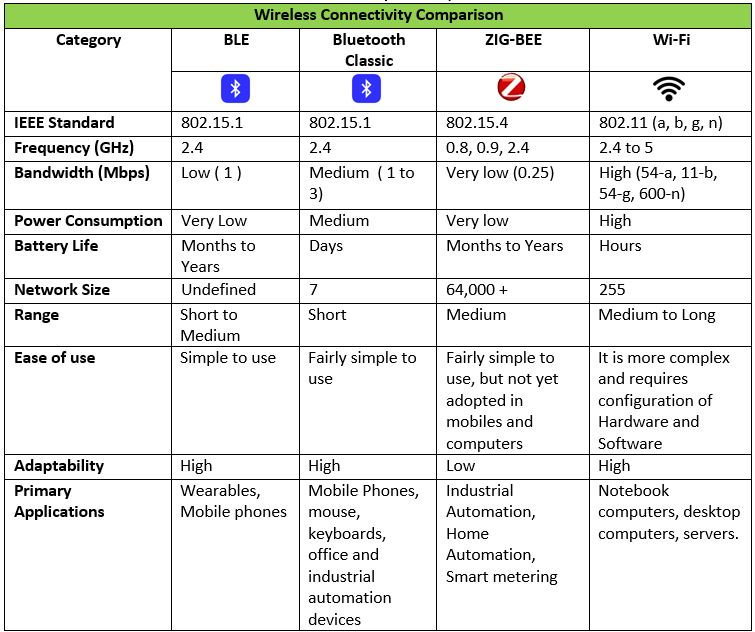 Wireless Connectivity Comparison
Category BLE Bluetooth Classic ZIG-BEE Wi-Fi
IEEE Standard 802.15.1 802.15.1 802.15.4 802.11 (a, b, g, n)
Frequency (GHz) 2.4 2.4 0.8, 0.9, 2.4 2.4 to 5
Bandwidth (Mbps) Low ( 1 ) Medium ( 1 to 3) Very low (0.25) High (54-a, 11-b, 54-g, 600-n)
Power Consumption Very Low Medium Very low High
Battery Life Months to Years Days Months to Years Hours
Network Size Undefined 7 64,000 + 255
Range Short to Medium Short Medium Medium to Long
Ease of use Simple to use Fairly simple to use Fairly simple to use, but not yet adopted in mobiles and computers It is more complex and requires configuration of Hardware and Software
Adaptability High High Low High
Primary Applications Wearables, Mobile phones Mobile Phones, mouse, keyboards, office and industrial automation devices Industrial Automation, Home Automation, Smart metering Notebook computers, desktop computers, servers.